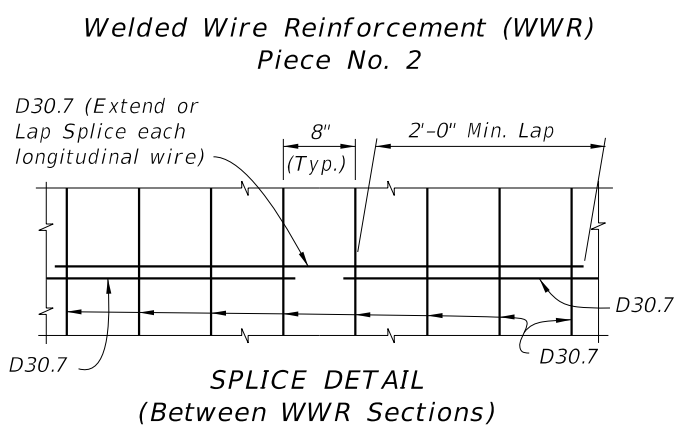 Welded Wire Reinforcement (WWR)
Piece No. 2
D30.7 (Extend or
Lap Splice each
longitudinal wire)
8"
(Typ.)
2'-0" Min. Lap
D30.7
D30.7
D30.7
SPLICE DETAIL
(Between WWR Sections)